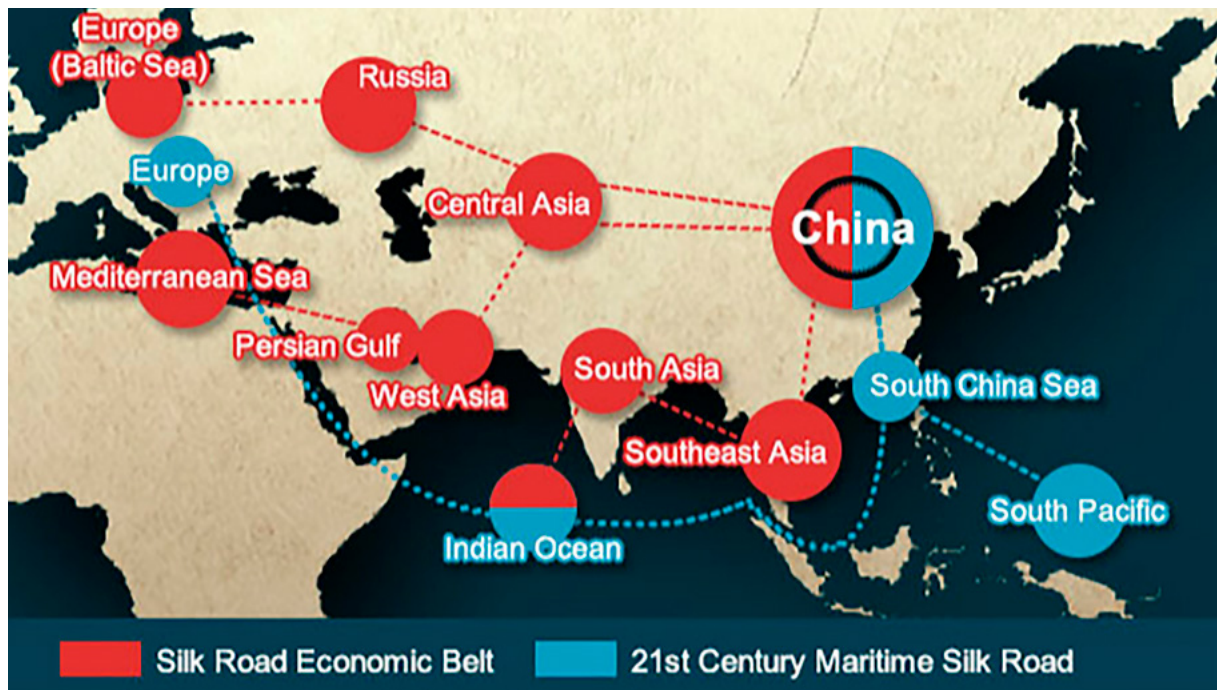 Europe
(Baltic Sea)
Russia
Europe
Central Asia
China
Mediterranean Sea
Persian Gulf
West Asia
South Asia
South China Sea
Southeast Asia
South Pacific
Indian Ocean
Silk Road Economic Belt
21st Century Maritime Silk Road